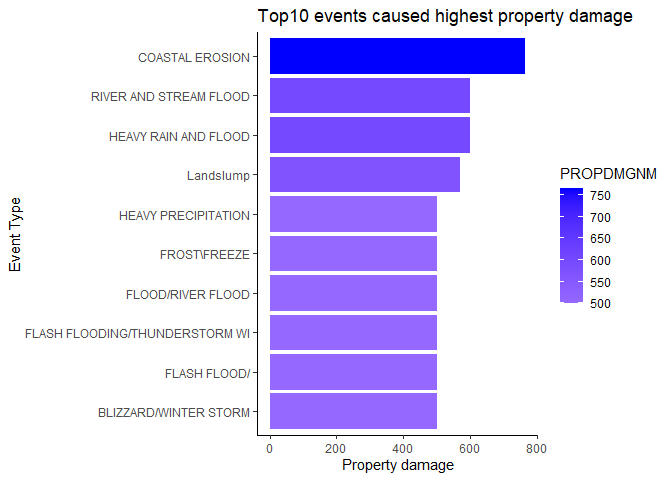 Top10 events caused highest property damage
Event Type
COASTAL EROSION
RIVER AND STREAM FLOOD
HEAVY RAIN AND FLOOD
Landslump
HEAVY PRECIPITATION
FROST\FREEZE
FLOOD/RIVER FLOOD
FLASH FLOODING/THUNDERSTORM WI
FLASH FLOOD/
BLIZZARD/WINTER STORM
0 200 400 600 800
Property damage
PROPDMGNM
750
700
650
600
550
500